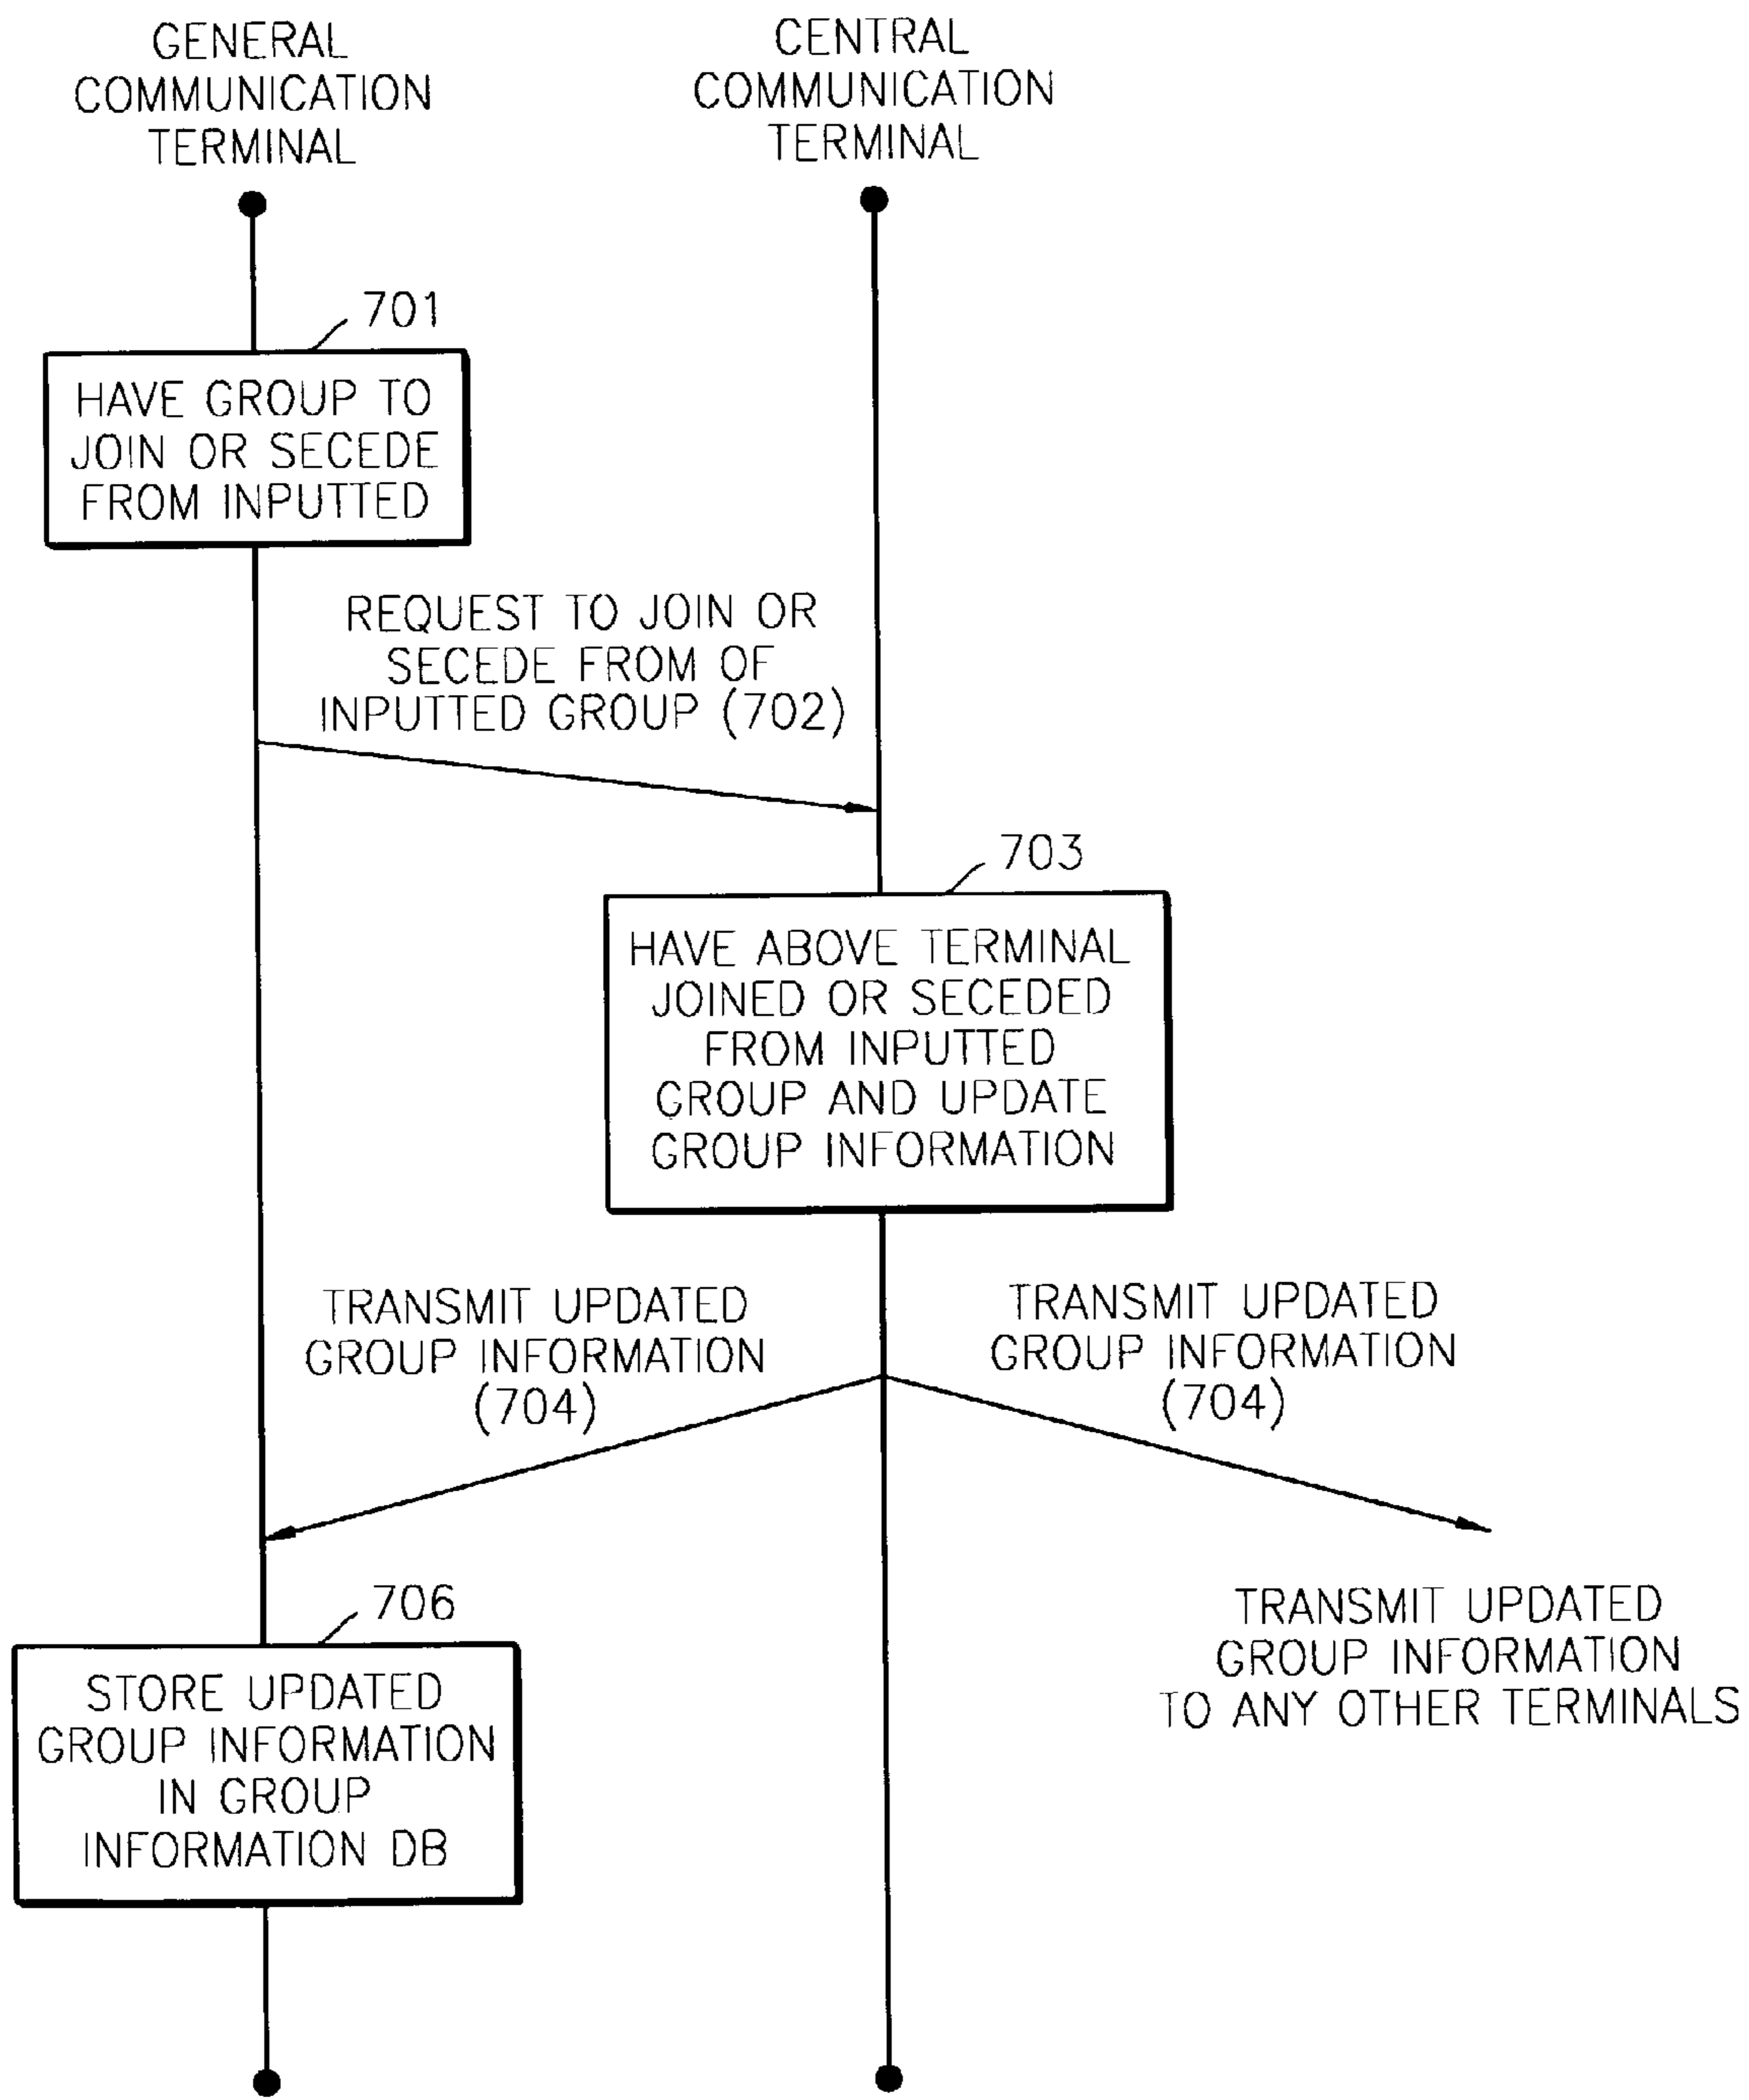 GENERAL
COMMUNICATION
TERMINAL
CENTRAL
COMMUNICATION
TERMINAL
701
HAVE GROUP TO
JOIN OR SECEDE
FROM INPUTTED
REQUEST TO JOIN OR
SECEDE FROM OF
INPUTTED GROUP (702)
703
HAVE ABOVE TERMINAL
JOINED OR SECEDED
FROM INPUTTED
GROUP AND UPDATE
GROUP INFORMATION
TRANSMIT UPDATED
GROUP INFORMATION
(704)
TRANSMIT UPDATED
GROUP INFORMATION
(704)
706
STORE UPDATED
GROUP INFORMATION
IN GROUP
INFORMATION DB
TRANSMIT UPDATED
GROUP INFORMATION
TO ANY OTHER TERMINALS